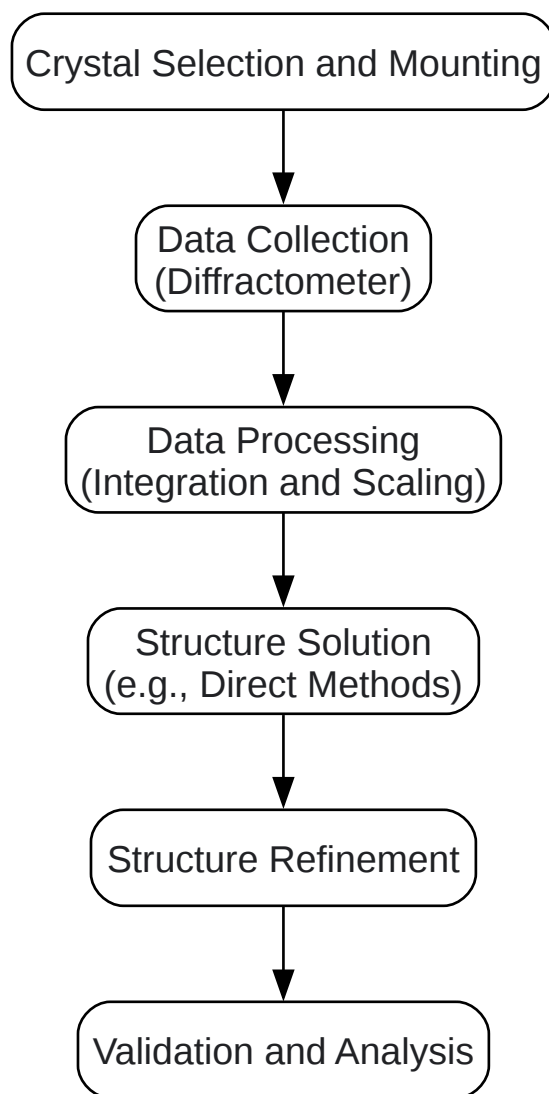 Crystal Selection and Mounting
Data Collection
(Diffractometer)
Data Processing
(Integration and Scaling)
Structure Solution
(e.g., Direct Methods)
Structure Refinement
Validation and Analysis